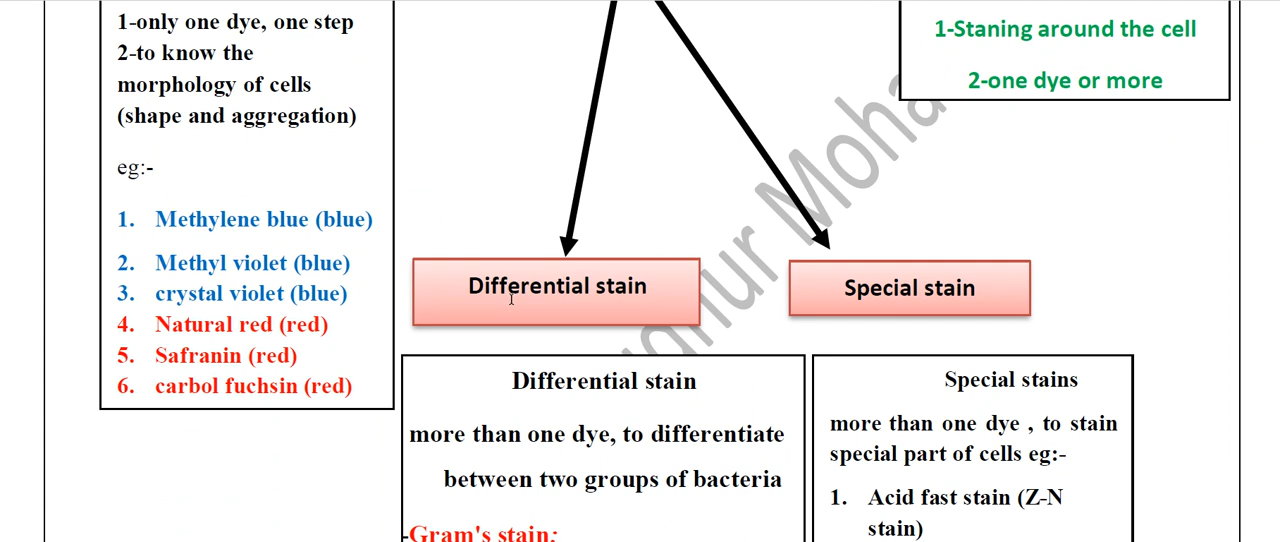 1-only one dye, one step
2-to know the
morphology of cells
(shape and aggregation)
eg:-
1. Methylene blue (blue)
2. Methyl violet (blue)
3. crystal violet (blue)
4. Natural red (red)
5. Safranin (red)
6. carbol fuchsin (red)
1-Staning around the cell
2-one dye or more
Differential stain
Special stain
Differential stain
more than one dye, to differentiate
between two groups of bacteria
-Gram's stain:
Special stains
more than one dye , to stain
special part of cells eg:-
1. Acid fast stain (Z-N
stain)